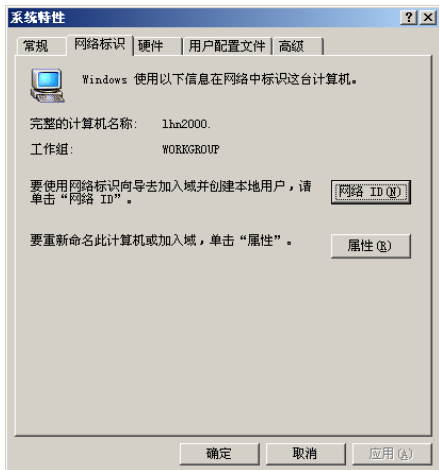 系统特性
常规 网络标识 硬件 用户配置文件 高级
Windows 使用以下信息在网络中标识这台计算机。
完整的计算机名称: lhn2000.
工作组: WORKGROUP
要使用网络标识向导去加入域并创建本地用户，请
单击“网络 ID”。
网络 ID(N)
要重新命名此计算机或加入域，单击“属性”。
属性(R)
确定 取消 应用(A)